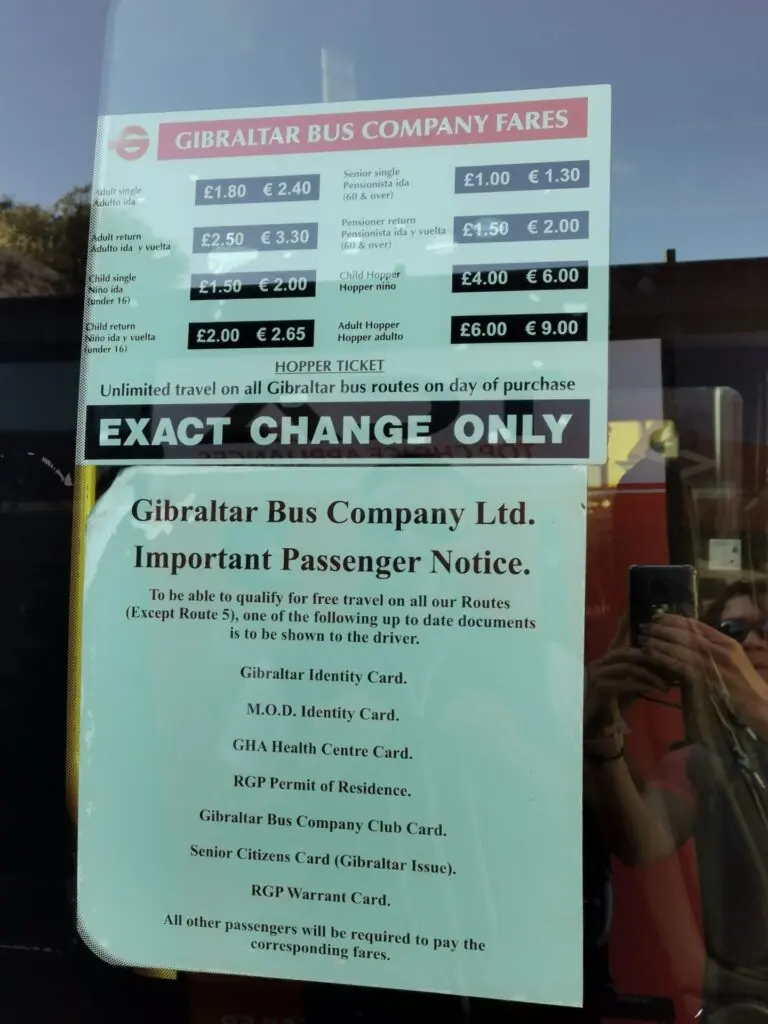 GIBRALTAR BUS COMPANY FARES
Adult single
Adulto ida
£1.80 € 2.40
Senior single
Pensionista ida
(60 & over)
£1.00 € 1.30
Adult return
Adulto ida y vuelta
£2.50 € 3.30
Pensioner return
Pensionista ida y vuelta
(60 & over)
£1.50 € 2.00
Child single
Nino ida
(under 16)
£1.50 € 2.00
Child Hopper
Hopper niño
£4.00 € 6.00
Child return
Nino ida y vuelta
(under 16)
£2.00 € 2.65
Adult Hopper
Hopper adulto
£6.00 € 9.00
HOPPER TICKET
Unlimited travel on all Gibraltar bus routes on day of purchase
EXACT CHANGE ONLY
TOP CHOICE APPLIANCES
Gibraltar Bus Company Ltd.
Important Passenger Notice.
To be able to qualify for free travel on all our Routes
(Except Route 5), one of the following up to date documents
is to be shown to the driver.
Gibraltar Identity Card.
M.O.D. Identity Card.
GHA Health Centre Card.
RGP Permit of Residence.
Gibraltar Bus Company Club Card.
Senior Citizens Card (Gibraltar Issue).
RGP Warrant Card.
All other passengers will be required to pay the
corresponding fares.